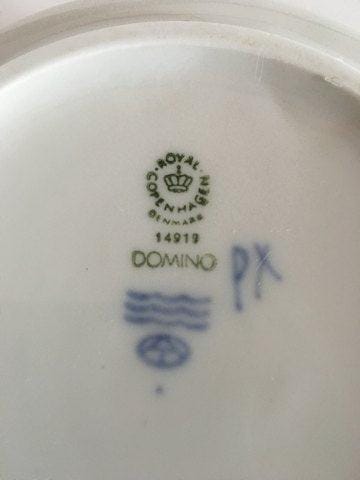 ROYAL
COPENHAGEN
DENMARK
14919
DOMINO
PX